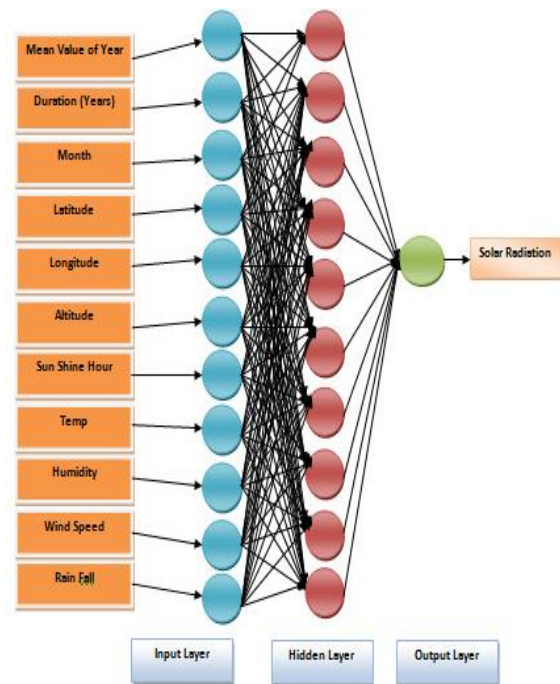 Mean Value of Year
Duration (Years)
Month
Latitude
Longitude
Altitude
Sun Shine Hour
Temp
Humidity
Wind Speed
Rain Fall
Solar Radiation
Input Layer
Hidden Layer
Output Layer